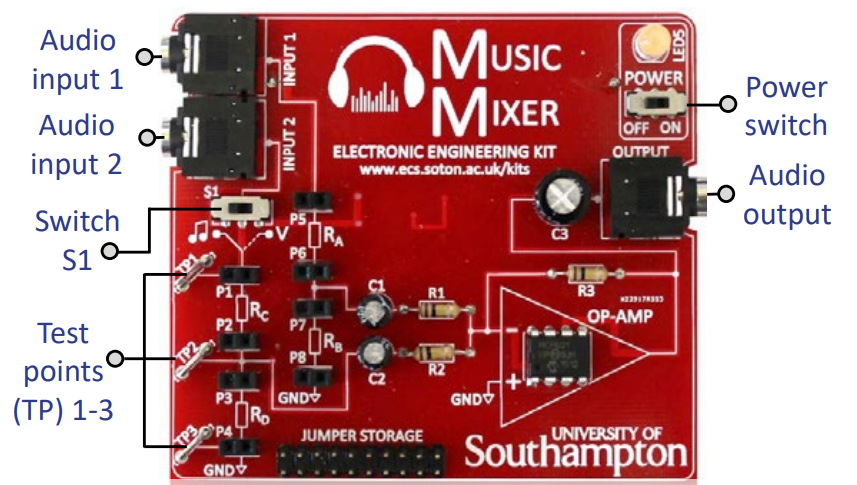 Audio
input 1
Audio
input 2
Switch
S1
Test
points
(TP) 1-3
INPUT 1
INPUT 2
MUSIC
MIXER
ELECTRONIC ENGINEERING KIT
www.ecs.soton.ac.uk/kits
LED5
POWER
OFF ON
OUTPUT
Power
switch
Audio
output
S1
V
TP1
P1
RC
P2
TP2
P3
RD
TP3
P4
GND
P5
RA
P6
P7
RB
P8
GND
C1
R1
C2
R2
C3
R3
OP-AMP
-
+
GND
JUMPER STORAGE
UNIVERSITY OF
Southampton